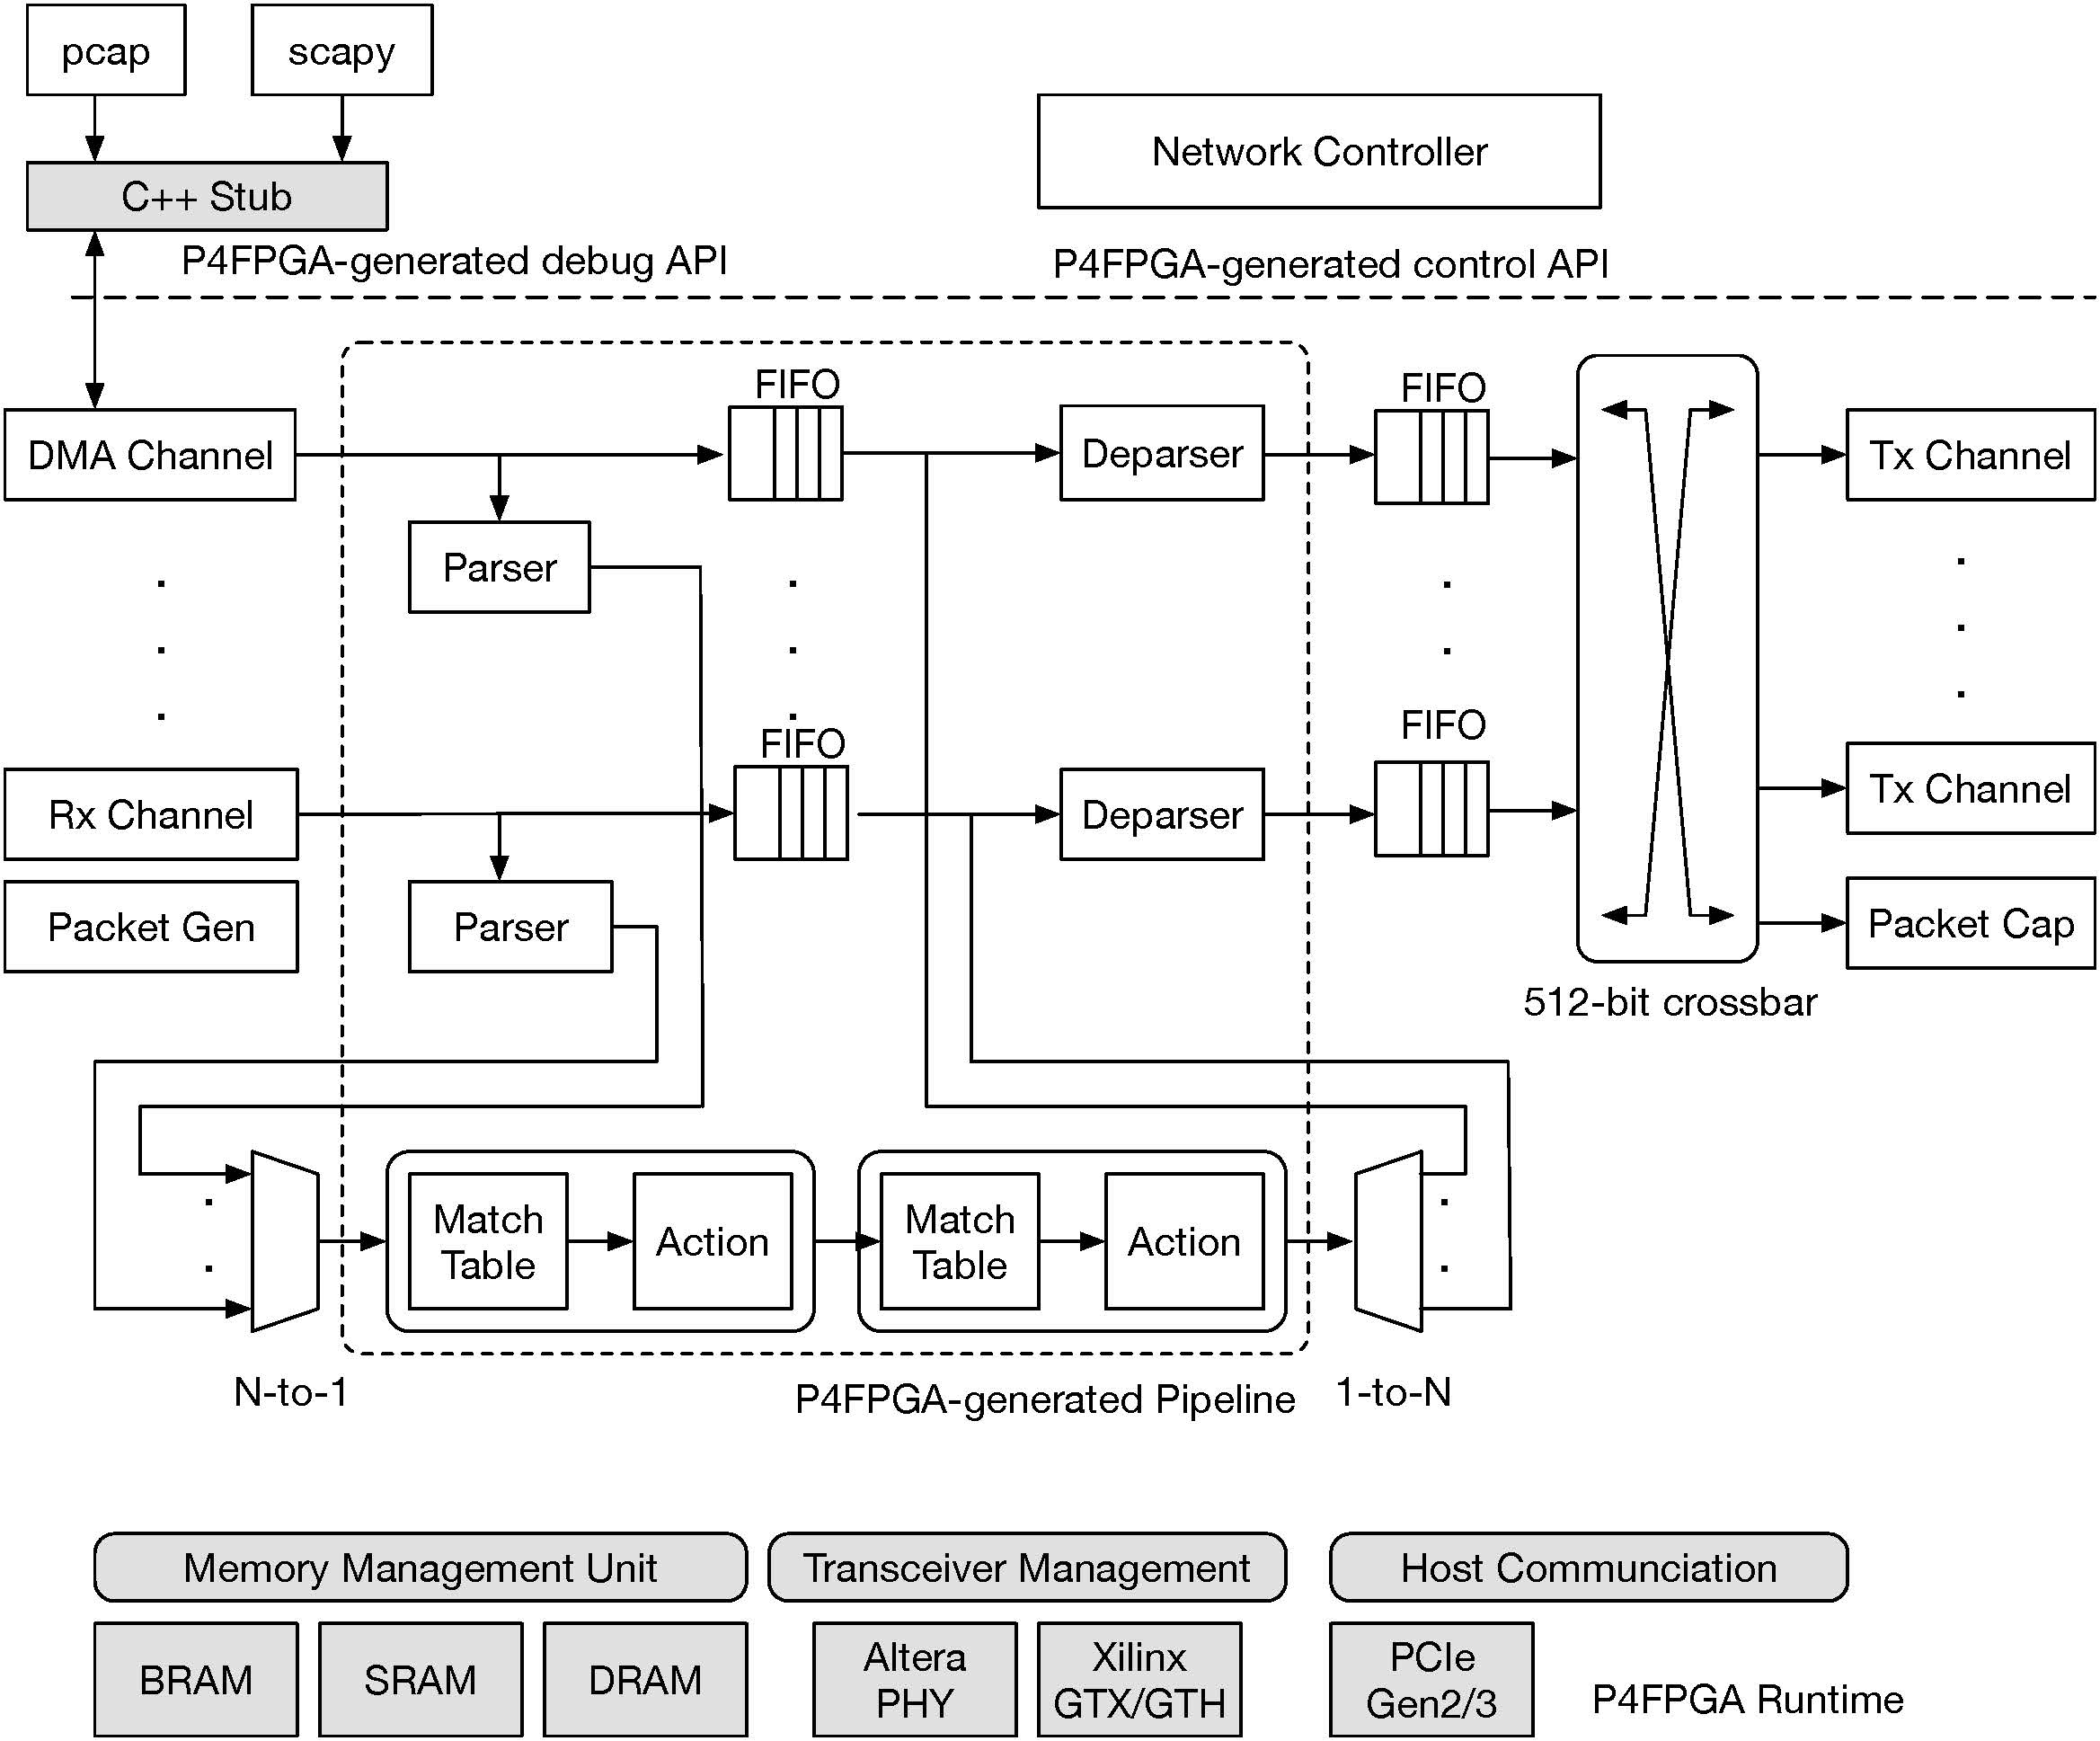 pcap
scapy
Network Controller
C++ Stub
P4FPGA-generated debug API
P4FPGA-generated control API
FIFO
FIFO
DMA Channel
Deparser
Tx Channel
Parser
FIFO
FIFO
Rx Channel
Deparser
Tx Channel
Packet Gen
Parser
Packet Cap
512-bit crossbar
Match
Table
Action
Match
Table
Action
N-to-1
P4FPGA-generated Pipeline
1-to-N
Memory Management Unit
Transceiver Management
Host Communciation
BRAM
SRAM
DRAM
Altera
PHY
Xilinx
GTX/GTH
PCIe
Gen2/3
P4FPGA Runtime